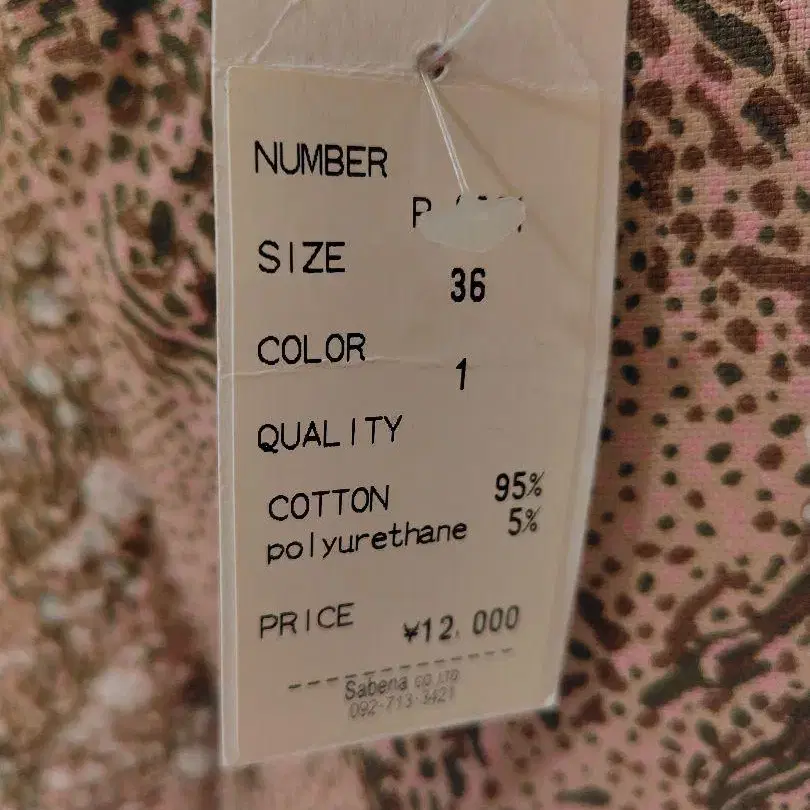 NUMBER
SIZE
36
COLOR
1
QUALITY
COTTON 95%
polyurethane 5%
PRICE ¥12,000
Sabena CO LTD
092-713-3421